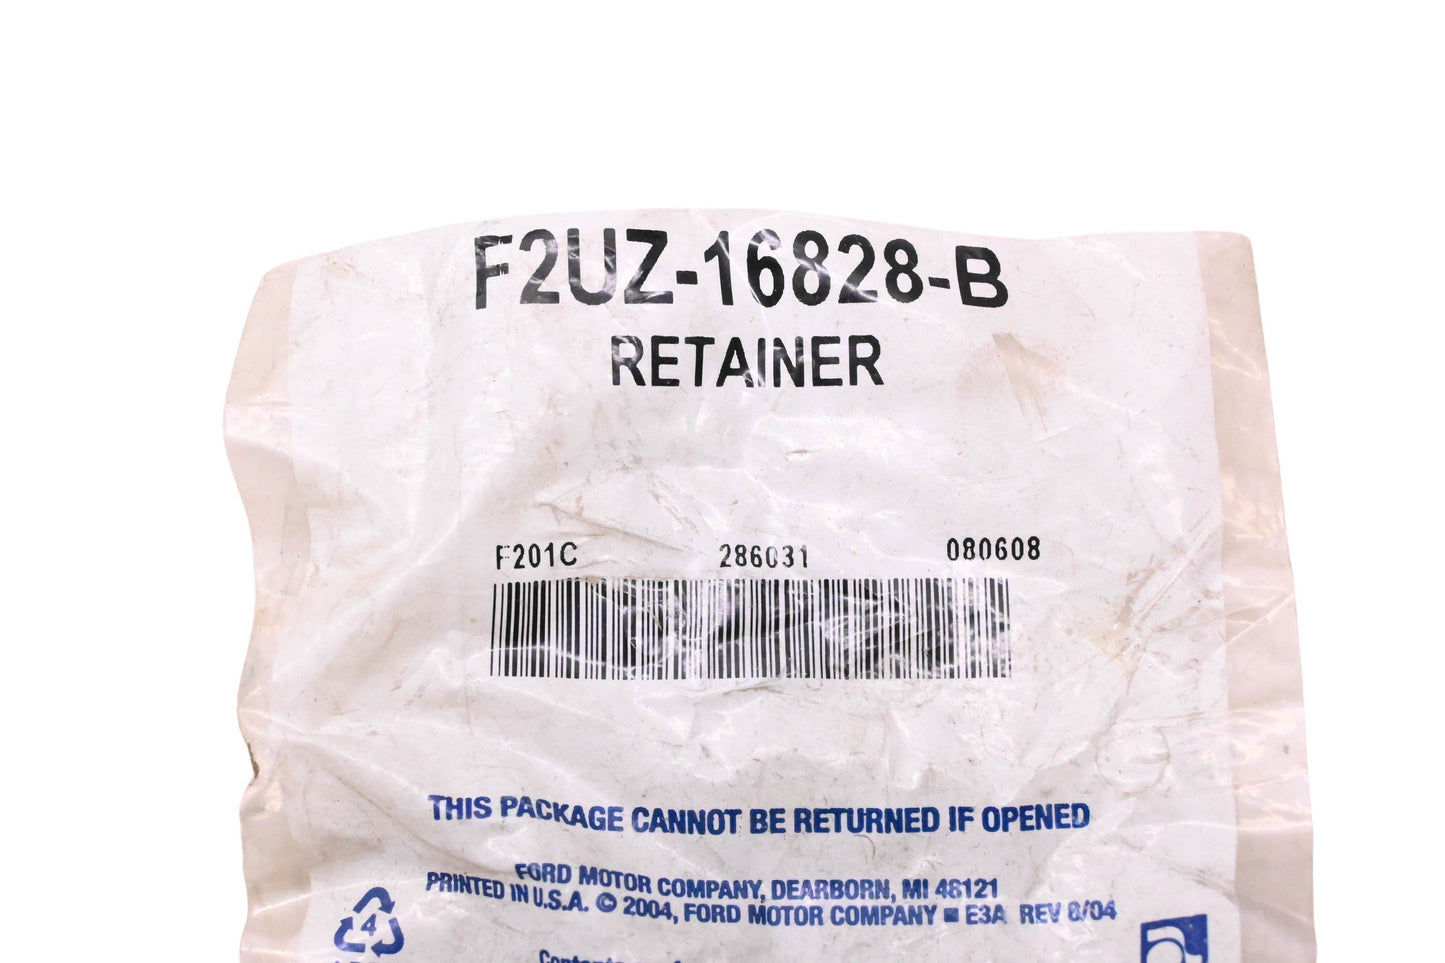 F2UZ-16828-B
RETAINER
F201C 286031 080608
THIS PACKAGE CANNOT BE RETURNED IF OPENED
FORD MOTOR COMPANY, DEARBORN, MI 48121
PRINTED IN U.S.A. © 2004, FORD MOTOR COMPANY ■ E3A REV 8/04
4